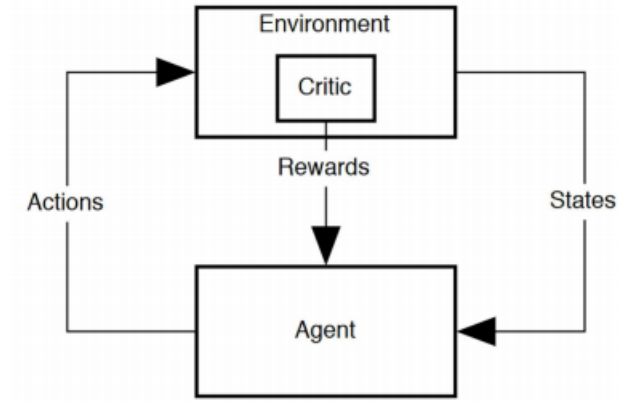 Environment
Critic
Rewards
Actions
States
Agent